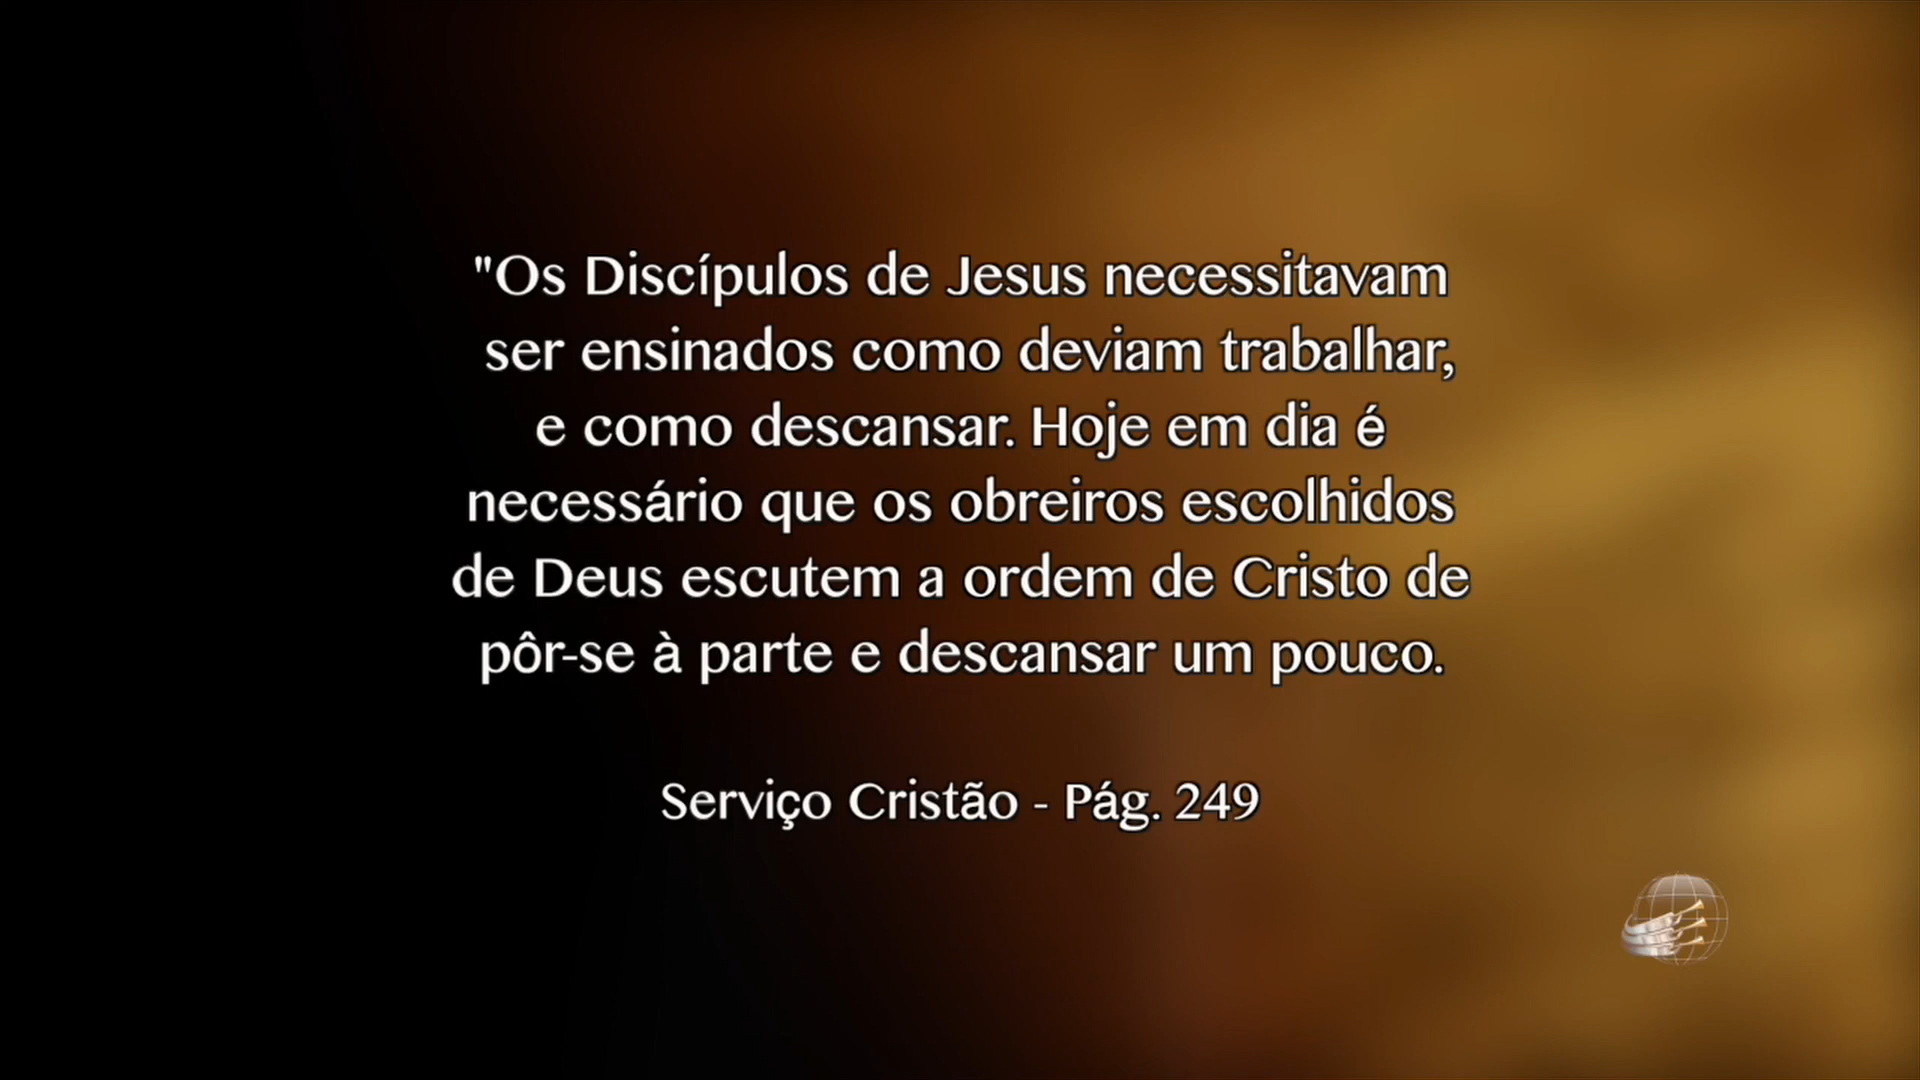 "Os Discípulos de Jesus necessitavam
ser ensinados como deviam trabalhar,
e como descansar. Hoje em dia é
necessário que os obreiros escolhidos
de Deus escutem a ordem de Cristo de
pôr-se à parte e descansar um pouco.
Serviço Cristão - Pág. 249